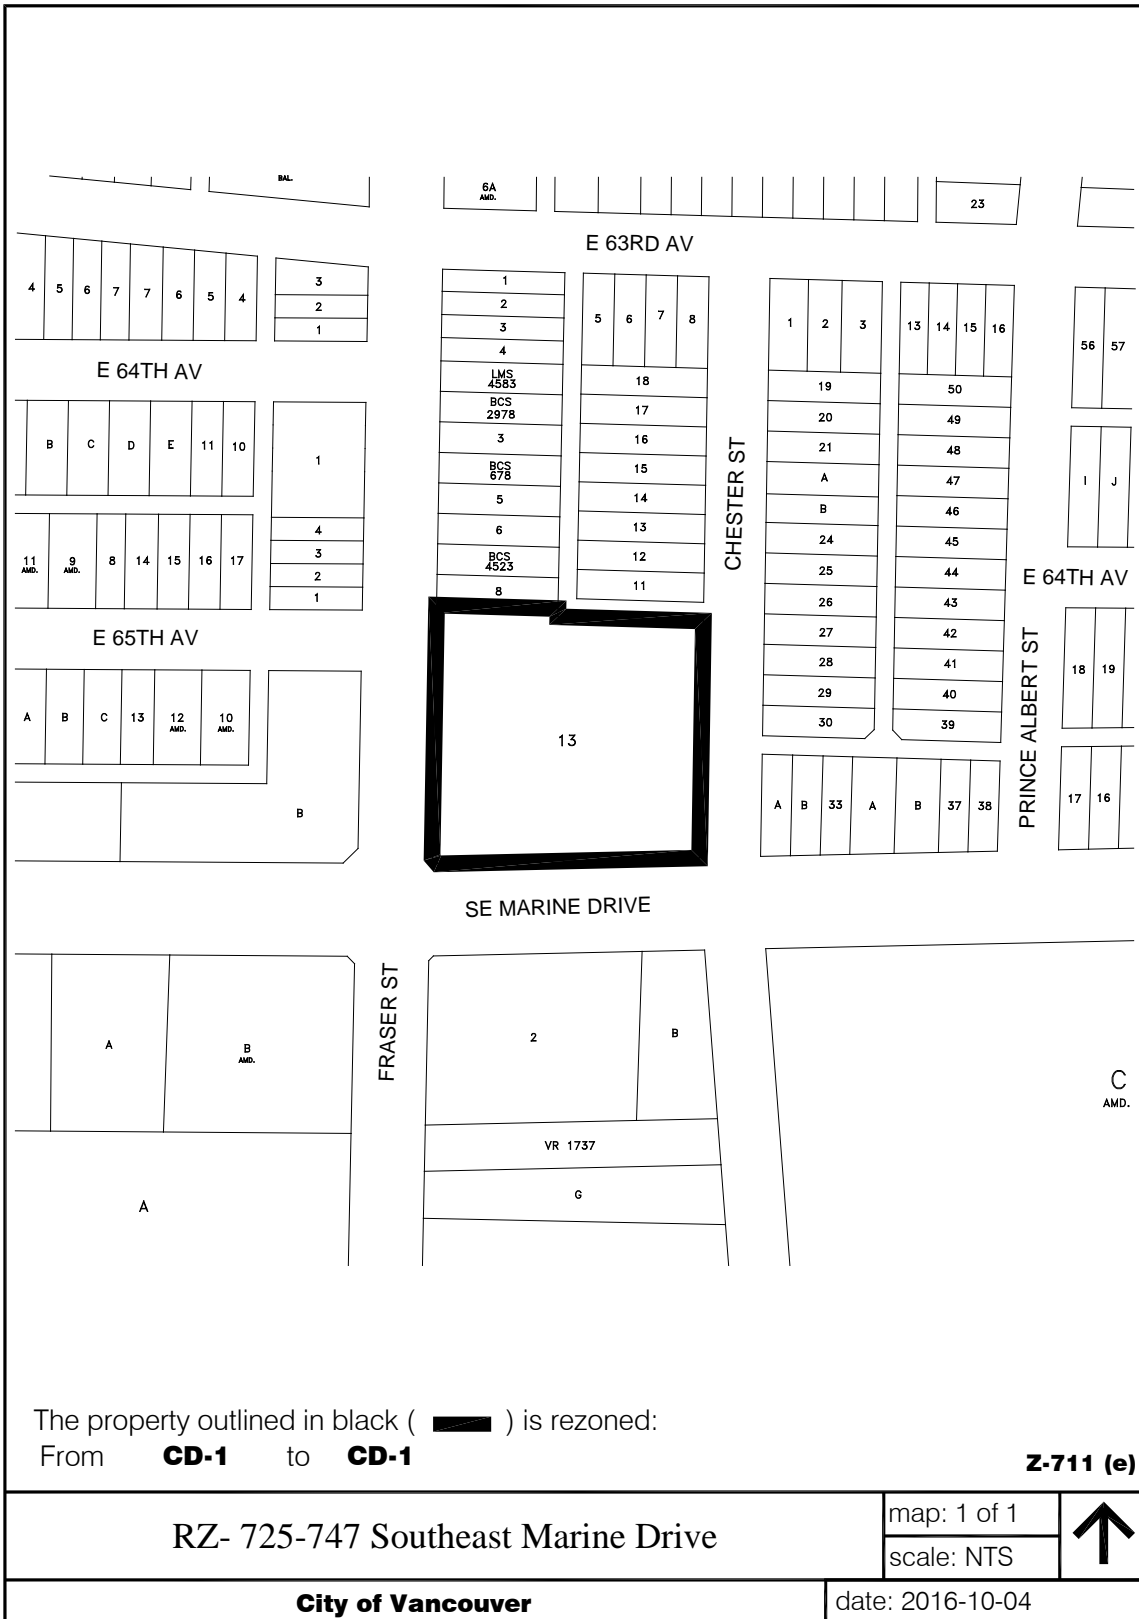 BAL.
6A
AMD.
23
E 63RD AV
4 5 6 7 7 6 5 4
3
2
1
1
2
3
4
LMS
4583
BCS
2978
3
BCS
678
5
6
BCS
4523
8
5 6 7 8
18
17
16
15
14
13
12
11
CHESTER ST
1 2 3
19
20
21
A
B
24
25
26
27
28
29
30
13 14 15 16
50
49
48
47
46
45
44
43
42
41
40
39
56 57
I J
E 64TH AV
E 64TH AV
B C D E 11 10
1
4
3
2
1
11
AMD.
9
AMD.
8 14 15 16 17
E 65TH AV
A B C 13 12
AMD.
10
AMD.
B
13
A B 33 A B 37 38
PRINCE ALBERT ST
18 19
17 16
SE MARINE DRIVE
FRASER ST
A
B
AMD.
A
2
B
VR 1737
G
C
AMD.
The property outlined in black ( ) is rezoned:
From CD-1 to CD-1
Z-711 (e)
RZ- 725-747 Southeast Marine Drive
map: 1 of 1
scale: NTS
City of Vancouver
date: 2016-10-04